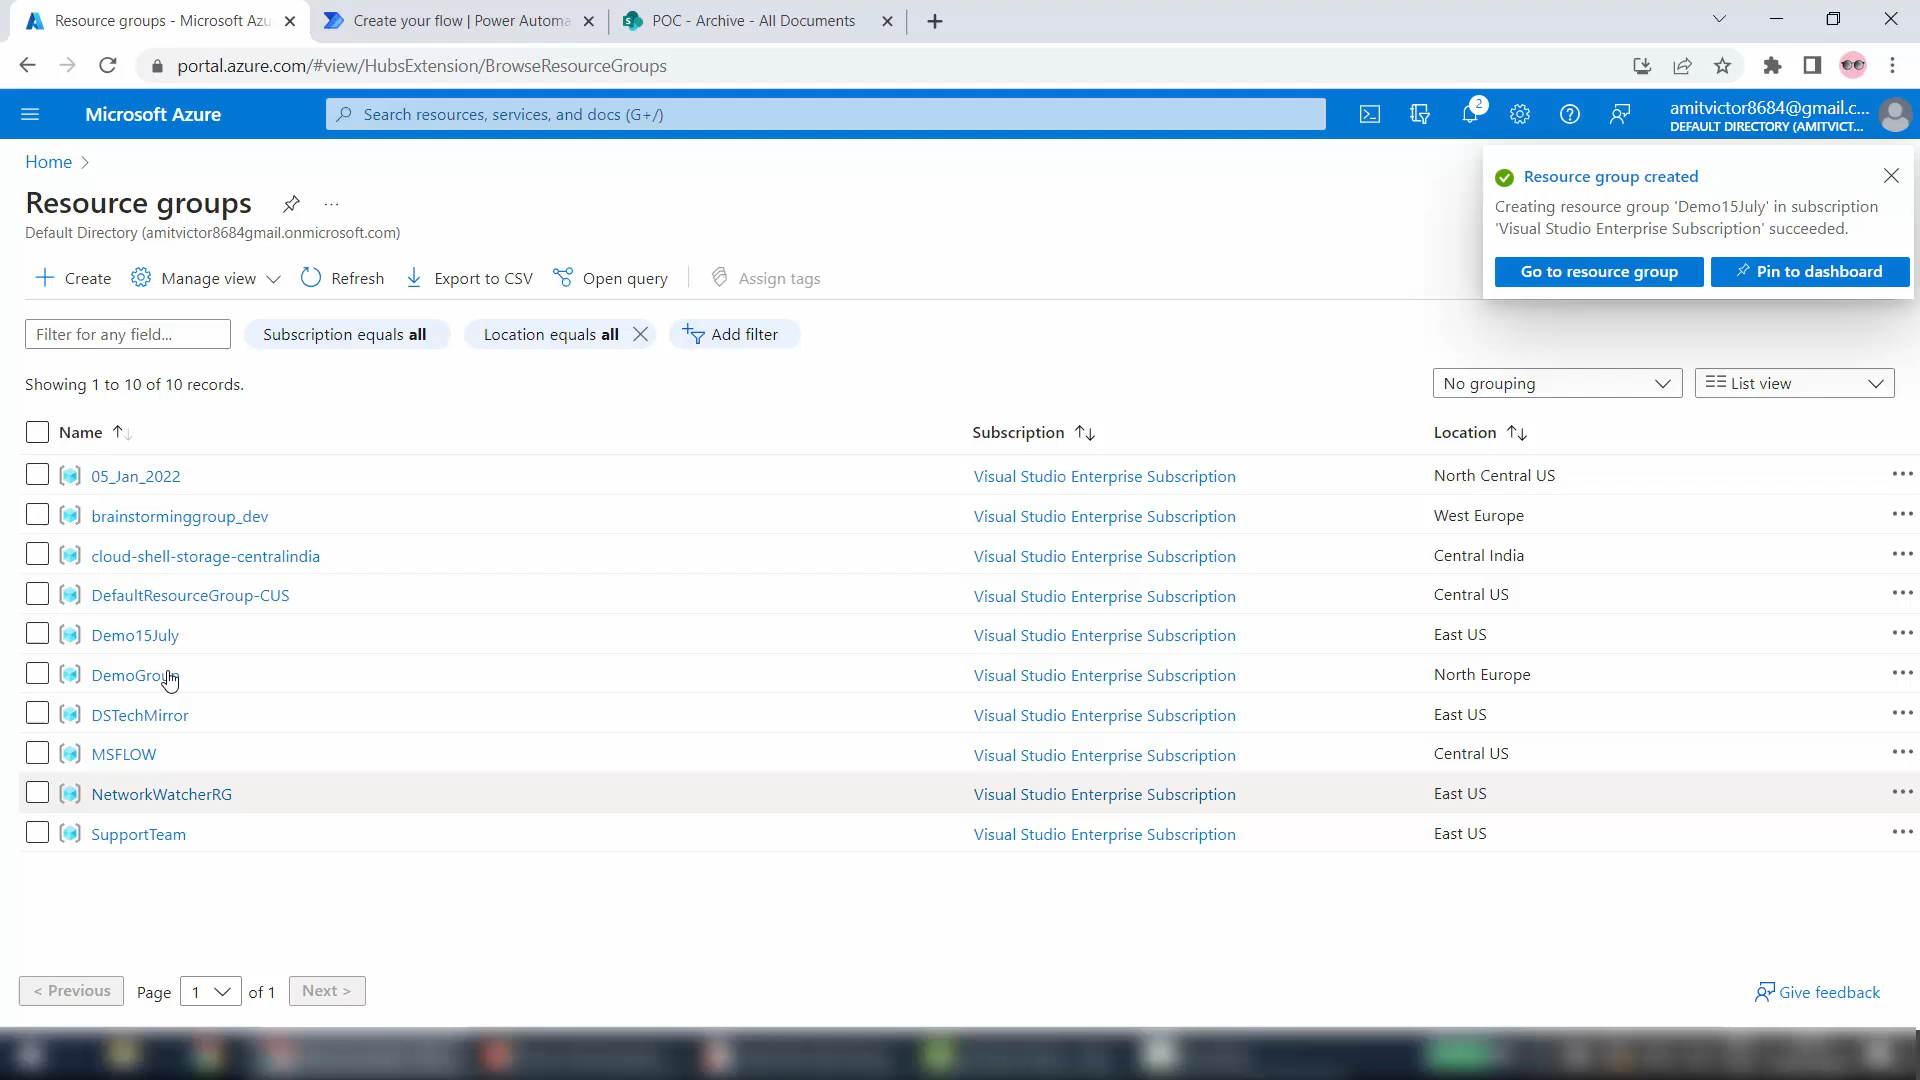 Resource groups - Microsoft Azu
Create your flow | Power Automa
POC - Archive - All Documents
portal.azure.com/#view/HubsExtension/BrowseResourceGroups
Microsoft Azure
Search resources, services, and docs (G+/)
2
amitvictor8684@gmail.c...
DEFAULT DIRECTORY (AMITVICT...
Home
Resource groups
Default Directory (amitvictor8684gmail.onmicrosoft.com)
Resource group created
Creating resource group 'Demo15July' in subscription
'Visual Studio Enterprise Subscription' succeeded.
Go to resource group
Pin to dashboard
Create
Manage view
Refresh
Export to CSV
Open query
Assign tags
Filter for any field...
Subscription equals all
Location equals all
Add filter
Showing 1 to 10 of 10 records.
No grouping
List view
Name
Subscription
Location
05_Jan_2022
Visual Studio Enterprise Subscription
North Central US
brainstorminggroup_dev
Visual Studio Enterprise Subscription
West Europe
cloud-shell-storage-centralindia
Visual Studio Enterprise Subscription
Central India
DefaultResourceGroup-CUS
Visual Studio Enterprise Subscription
Central US
Demo15July
Visual Studio Enterprise Subscription
East US
DemoGroup
Visual Studio Enterprise Subscription
North Europe
DSTechMirror
Visual Studio Enterprise Subscription
East US
MSFLOW
Visual Studio Enterprise Subscription
Central US
NetworkWatcherRG
Visual Studio Enterprise Subscription
East US
SupportTeam
Visual Studio Enterprise Subscription
East US
< Previous
Page 1 of 1
Next >
Give feedback